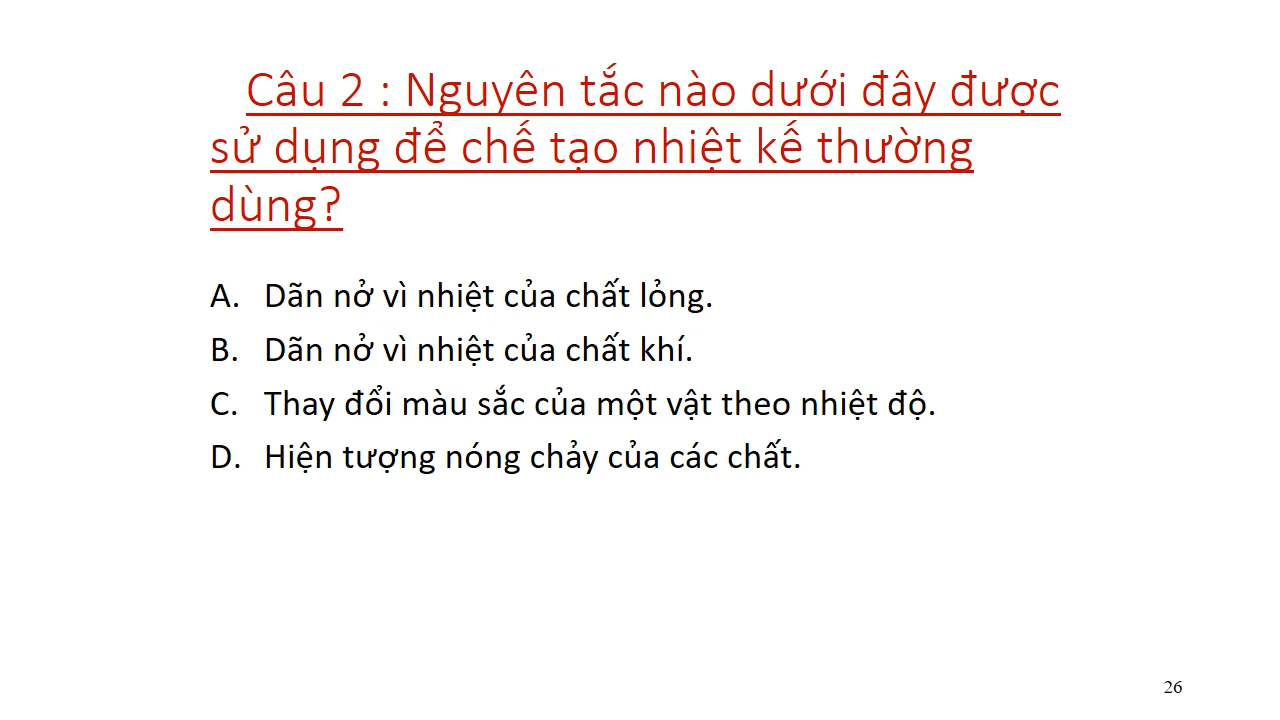 Câu 2 : Nguyên tắc nào dưới đây được
sử dụng để chế tạo nhiệt kế thường
dùng?
A. Dãn nở vì nhiệt của chất lỏng.
B. Dãn nở vì nhiệt của chất khí.
C. Thay đổi màu sắc của một vật theo nhiệt độ.
D. Hiện tượng nóng chảy của các chất.
26